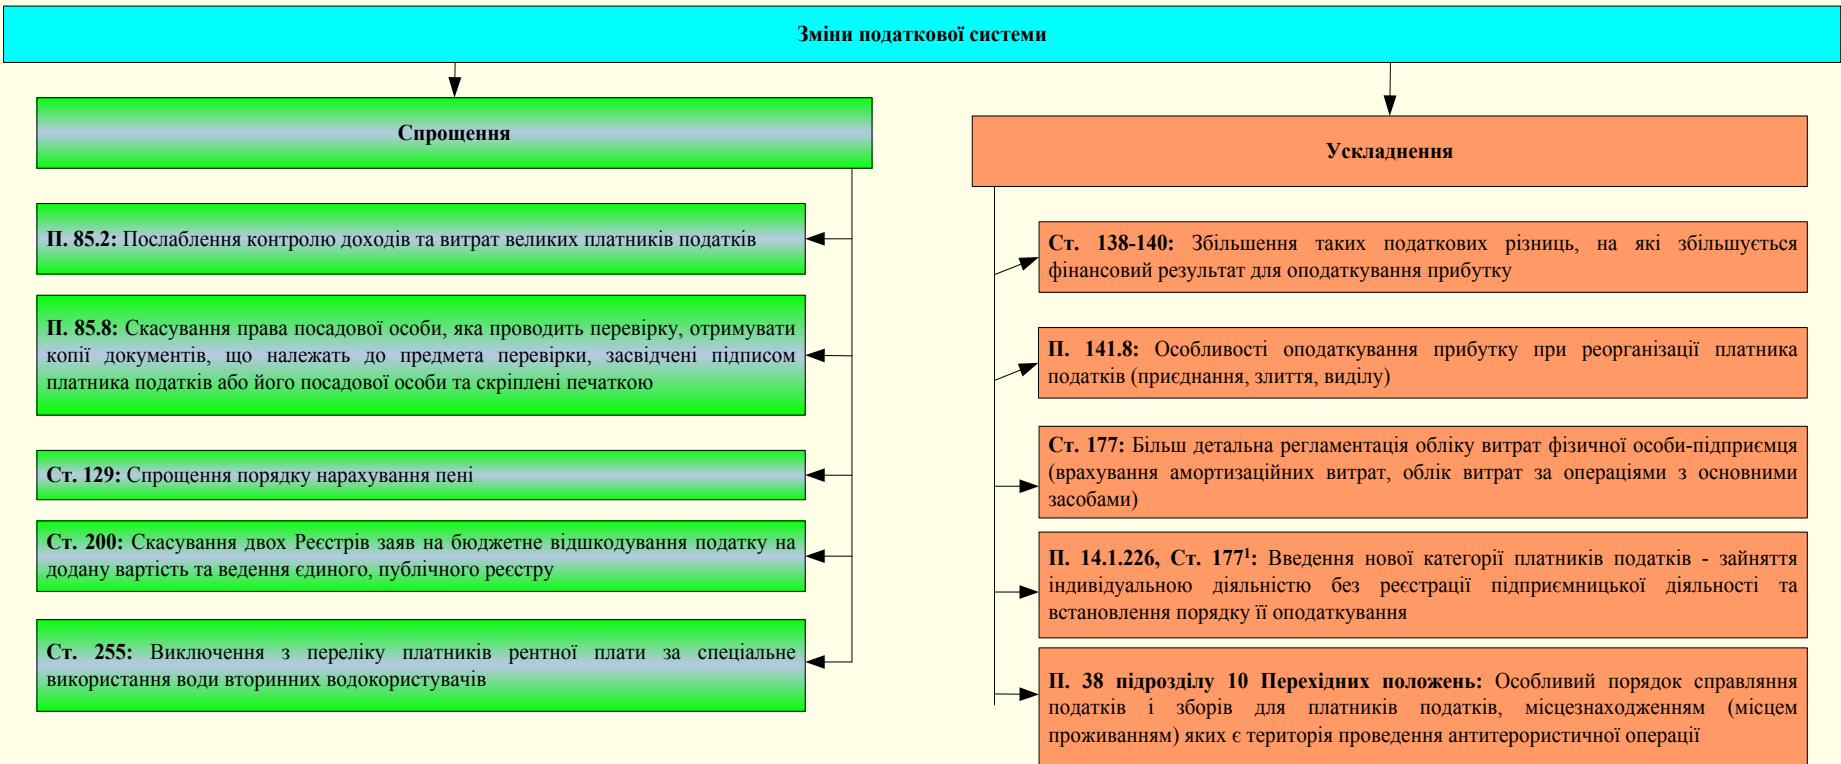 Зміни податкової системи
Спрощення
П. 85.2: Послаблення контролю доходів та витрат великих платників податків
П. 85.8: Скасування права посадової особи, яка проводить перевірку, отримувати
копії документів, що належать до предмета перевірки, засвідчені підписом
платника податків або його посадової особи та скріплені печаткою
Ст. 129: Спрощення порядку нарахування пені
Ст. 200: Скасування двох Реєстрів заяв на бюджетне відшкодування податку на
додану вартість та ведення єдиного, публічного реєстру
Ст. 255: Виключення з переліку платників рентної плати за спеціальне
використання води вторинних водокористувачів
Ускладнення
Ст. 138-140: Збільшення таких податкових різниць, на які збільшується
фінансовий результат для оподаткування прибутку
П. 141.8: Особливості оподаткування прибутку при реорганізації платника
податків (приєднання, злиття, виділу)
Ст. 177: Більш детальна регламентація обліку витрат фізичної особи-підприємця
(врахування амортизаційних витрат, облік витрат за операціями з основними
засобами)
П. 14.1.226, Ст. 177¹: Введення нової категорії платників податків - зайняття
індивідуальною діяльністю без реєстрації підприємницької діяльності та
встановлення порядку її оподаткування
П. 38 підрозділу 10 Перехідних положень: Особливий порядок справляння
податків і зборів для платників податків, місцезнаходженням (місцем
проживанням) яких є територія проведення антитерористичної операції